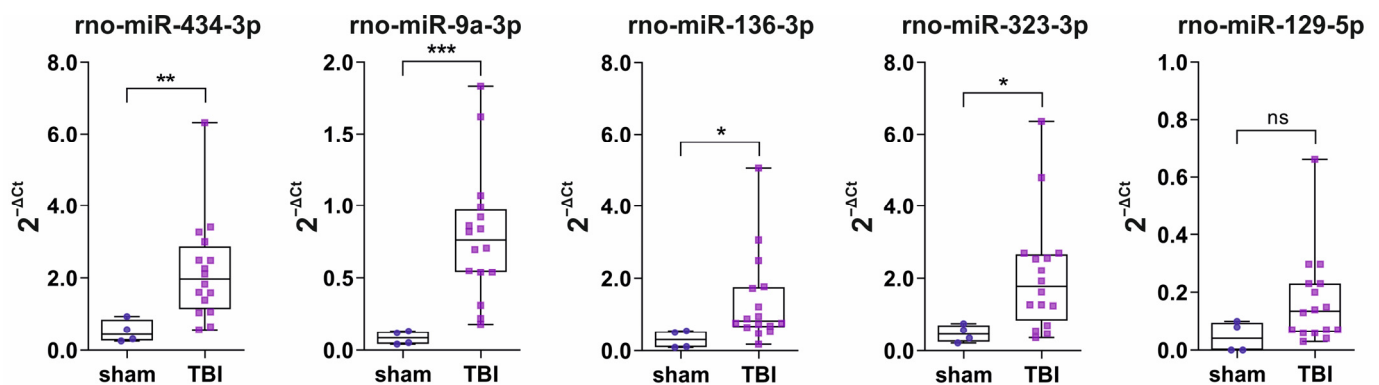 rno-miR-434-3p rno-miR-9a-3p rno-miR-136-3p rno-miR-323-3p rno-miR-129-5p
8.0 2.0 8.0 8.0 1.0
** *** * * ns
6.0 1.5 6.0 6.0 0.8
0.6
4.0 1.0 4.0 4.0
0.4
2.0 0.5 2.0 2.0
0.2
0.0 0.0 0.0 0.0 0.0
2−ΔCt 2−ΔCt 2−ΔCt 2−ΔCt 2−ΔCt
sham TBI sham TBI sham TBI sham TBI sham TBI